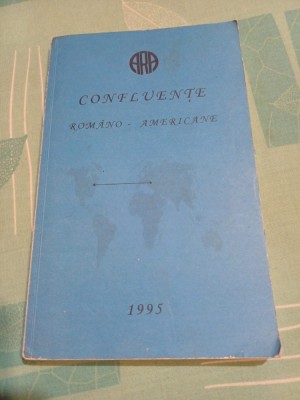 ARA
CONFLUENȚE
ROMÂNO - AMERICANE
1995